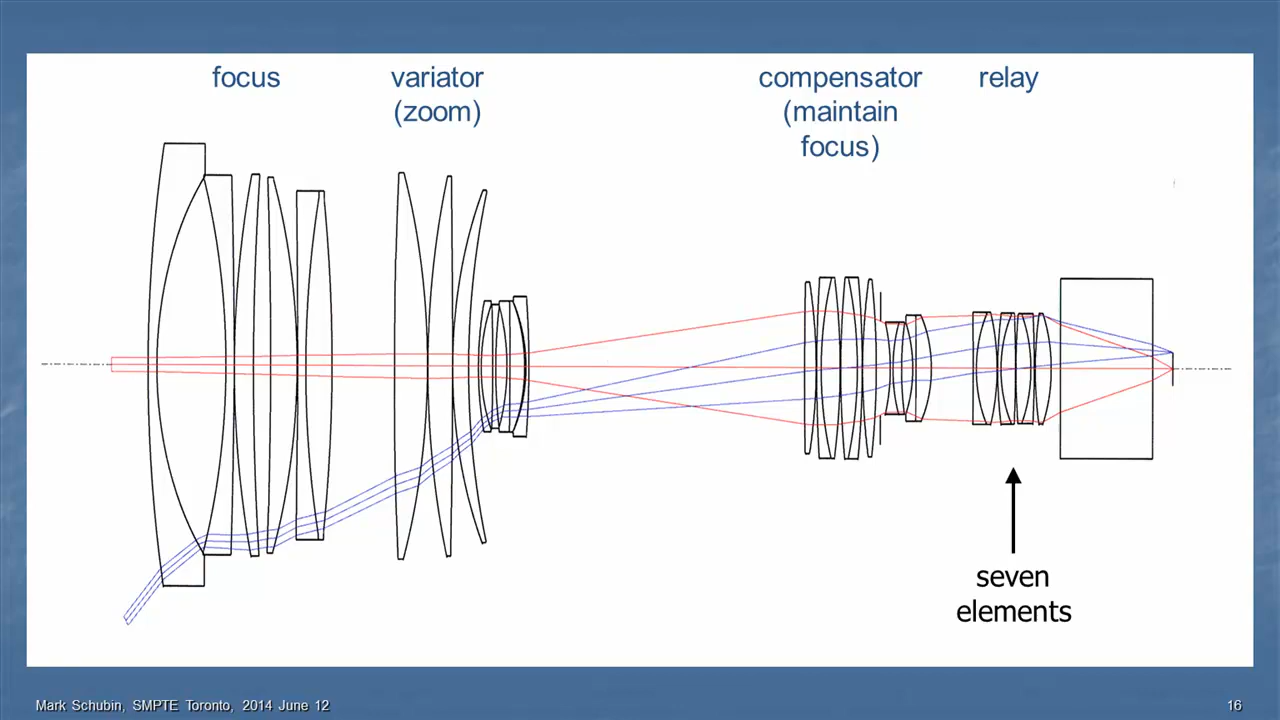 focus
variator
(zoom)
compensator
(maintain
focus)
relay
seven
elements
Mark Schubin, SMPTE Toronto, 2014 June 12
16